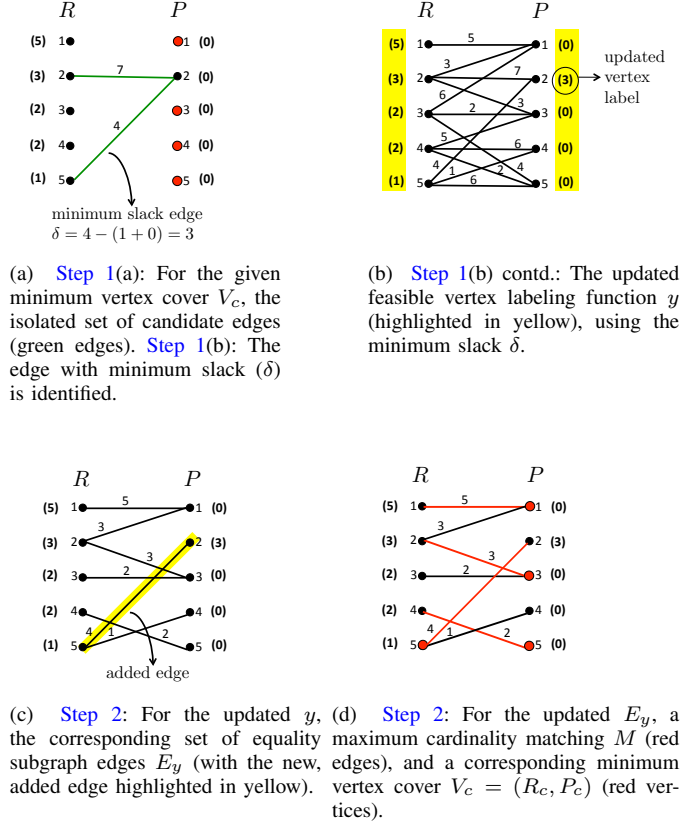 R P
(5) 1 1 (0)
(3) 2 7 2 (0)
(2) 3 3 (0)
4
(2) 4 4 (0)
(1) 5 5 (0)
minimum slack edge
δ = 4 − (1 + 0) = 3
R P
(5) 1 5 1 (0)
(3) 2 3 7 2 (3)
updated
vertex
label
6 3
(2) 3 2 3 (0)
(2) 4 5 6 4 (0)
4 1 2 4
(1) 5 6 5 (0)
(a) Step 1(a): For the given
minimum vertex cover Vc, the
isolated set of candidate edges
(green edges). Step 1(b): The
edge with minimum slack (δ)
is identified.
(b) Step 1(b) contd.: The updated
feasible vertex labeling function y
(highlighted in yellow), using the
minimum slack δ.
R P
(5) 1 5 1 (0)
3
(3) 2 2 (3)
3
(2) 3 2 3 (0)
(2) 4 4 (0)
4 1 2
(1) 5 5 (0)
added edge
R P
(5) 1 5 1 (0)
3
(3) 2 2 (3)
3
(2) 3 2 3 (0)
(2) 4 4 (0)
4 1 2
(1) 5 5 (0)
(c) Step 2: For the updated y,
the corresponding set of equality
subgraph edges Ey (with the new,
added edge highlighted in yellow).
(d) Step 2: For the updated Ey, a
maximum cardinality matching M (red
edges), and a corresponding minimum
vertex cover Vc = (Rc, Pc) (red ver-
tices).